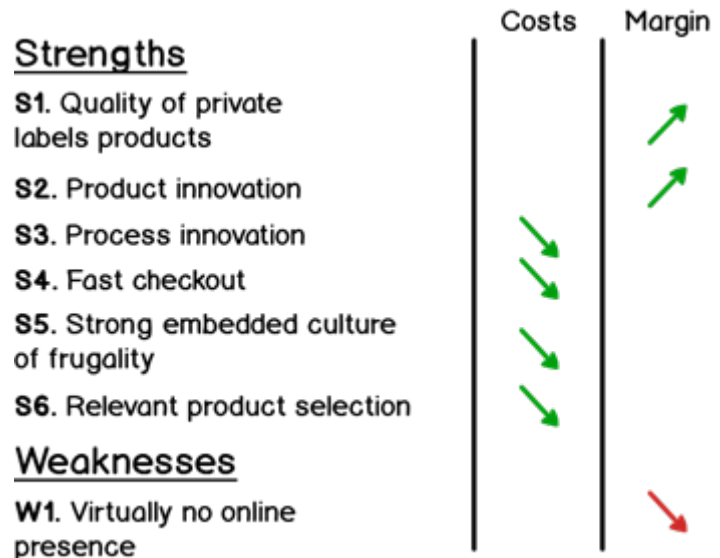 Costs Margin
Strengths
S1. Quality of private
labels products
S2. Product innovation
S3. Process innovation
S4. Fast checkout
S5. Strong embedded culture
of frugality
S6. Relevant product selection
Weaknesses
W1. Virtually no online
presence